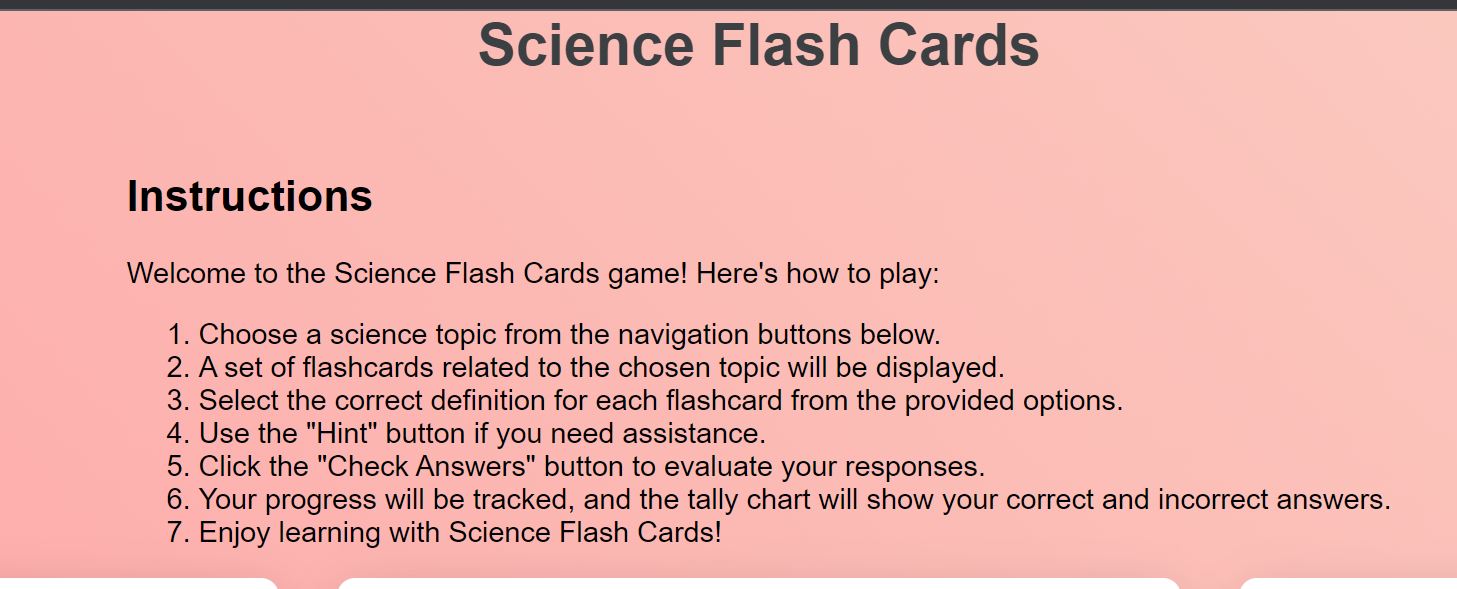 Science Flash Cards
Instructions
Welcome to the Science Flash Cards game! Here's how to play:
1. Choose a science topic from the navigation buttons below.
2. A set of flashcards related to the chosen topic will be displayed.
3. Select the correct definition for each flashcard from the provided options.
4. Use the "Hint" button if you need assistance.
5. Click the "Check Answers" button to evaluate your responses.
6. Your progress will be tracked, and the tally chart will show your correct and incorrect answers.
7. Enjoy learning with Science Flash Cards!